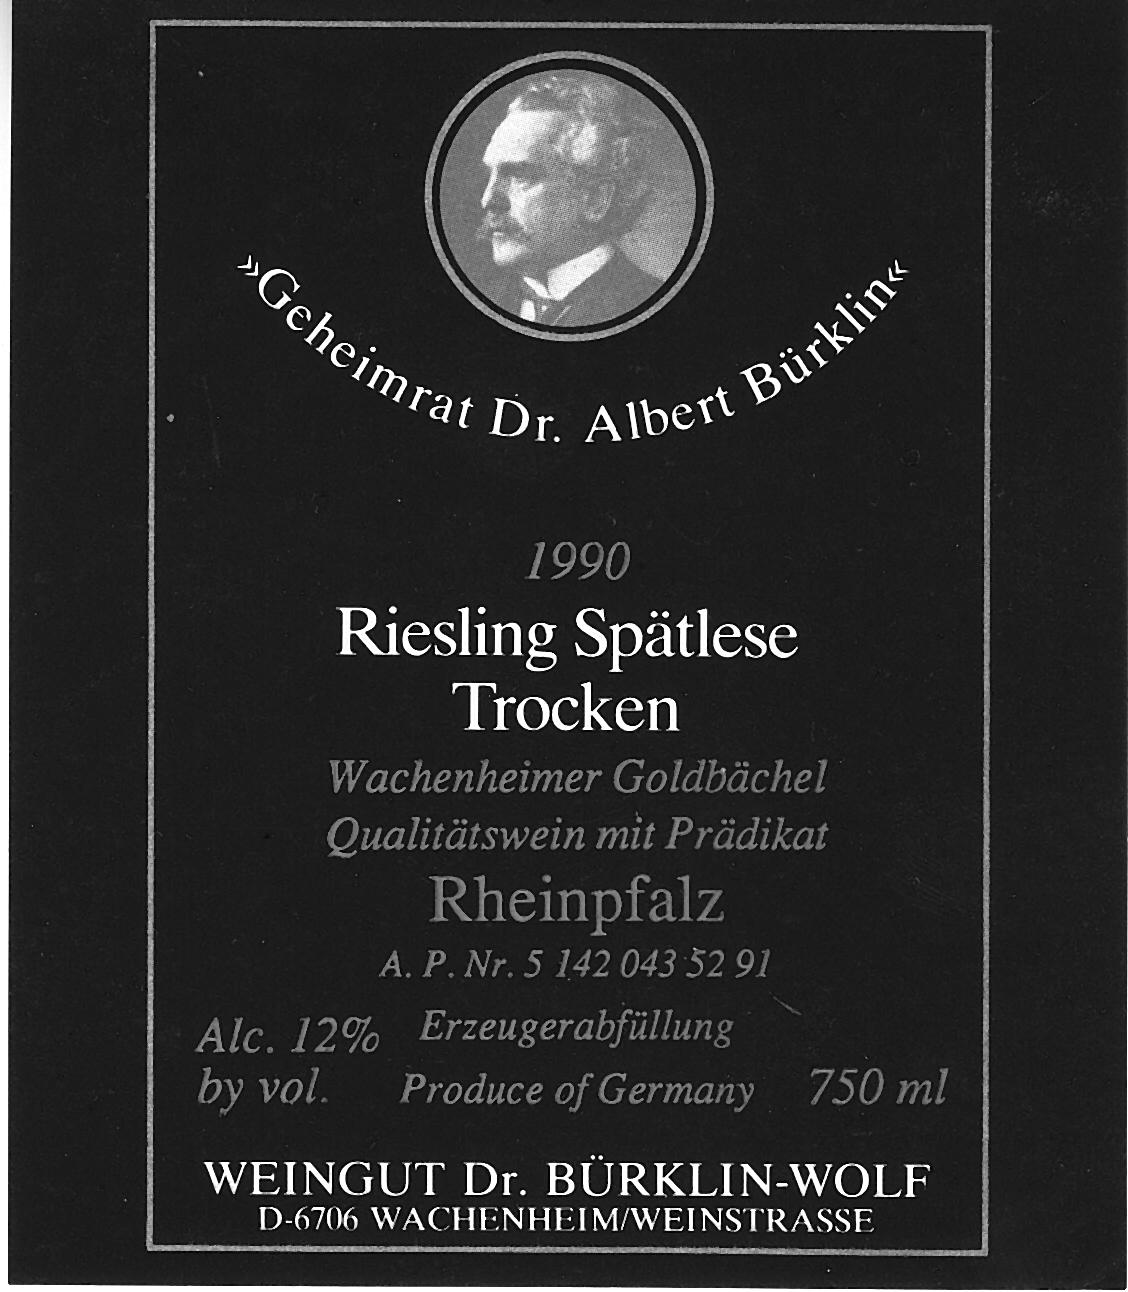 »Geheimrat Dr. Albert Bürklin«
1990
Riesling Spätlese
Trocken
Wachenheimer Goldbächel
Qualitätswein mit Prädikat
Rheinpfalz
A. P. Nr. 5 142 043 52 91
Alc. 12% Erzeugerabfüllung
by vol. Produce of Germany 750 ml
WEINGUT Dr. BÜRKLIN-WOLF
D-6706 WACHENHEIM/WEINSTRASSE